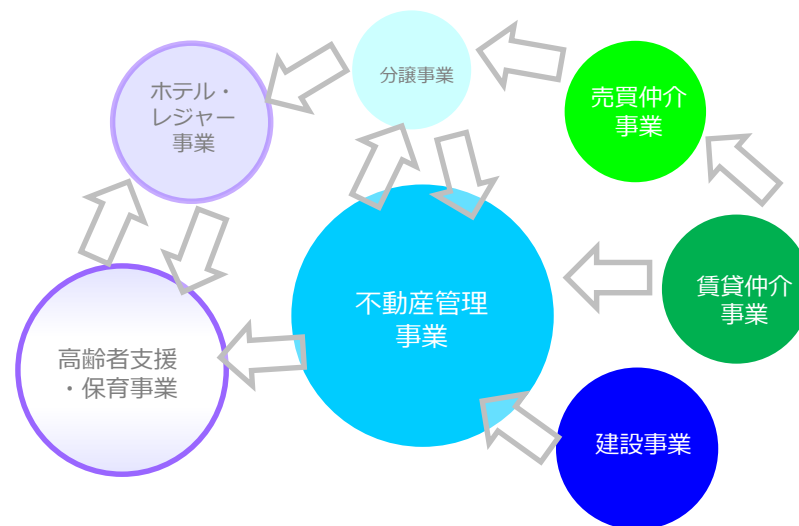 分譲事業
ホテル・
レジャー
事業
売買仲介
事業
不動産管理
事業
賃貸仲介
事業
高齢者支援
・保育事業
建設事業